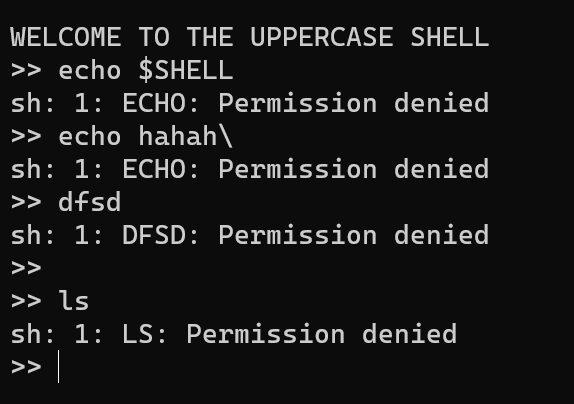 WELCOME TO THE UPPERCASE SHELL
>> echo $SHELL
sh: 1: ECHO: Permission denied
>> echo hahah\
sh: 1: ECHO: Permission denied
>> dfsd
sh: 1: DFSD: Permission denied
>>
>> ls
sh: 1: LS: Permission denied
>>